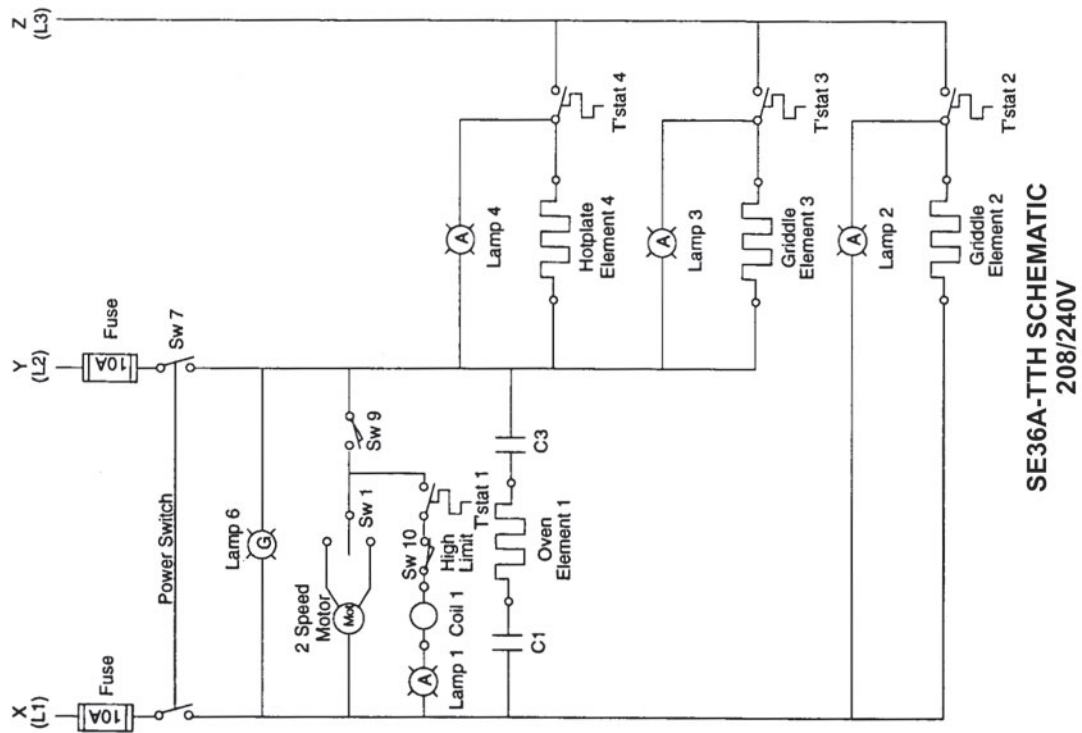 X
(L1)
Y
(L2)
Z
(L3)
10A
Fuse
10A
Fuse
Power Switch
Sw 7
Lamp 6
G
2 Speed
Motor
Mot
Sw 1
Sw 9
A
Lamp 1
Coil 1
Sw 10
High
Limit
T'stat 1
C1
Oven
Element 1
C3
A
Lamp 4
Hotplate
Element 4
T'stat 4
A
Lamp 3
Griddle
Element 3
T'stat 3
A
Lamp 2
Griddle
Element 2
T'stat 2
SE36A-TTH SCHEMATIC
208/240V